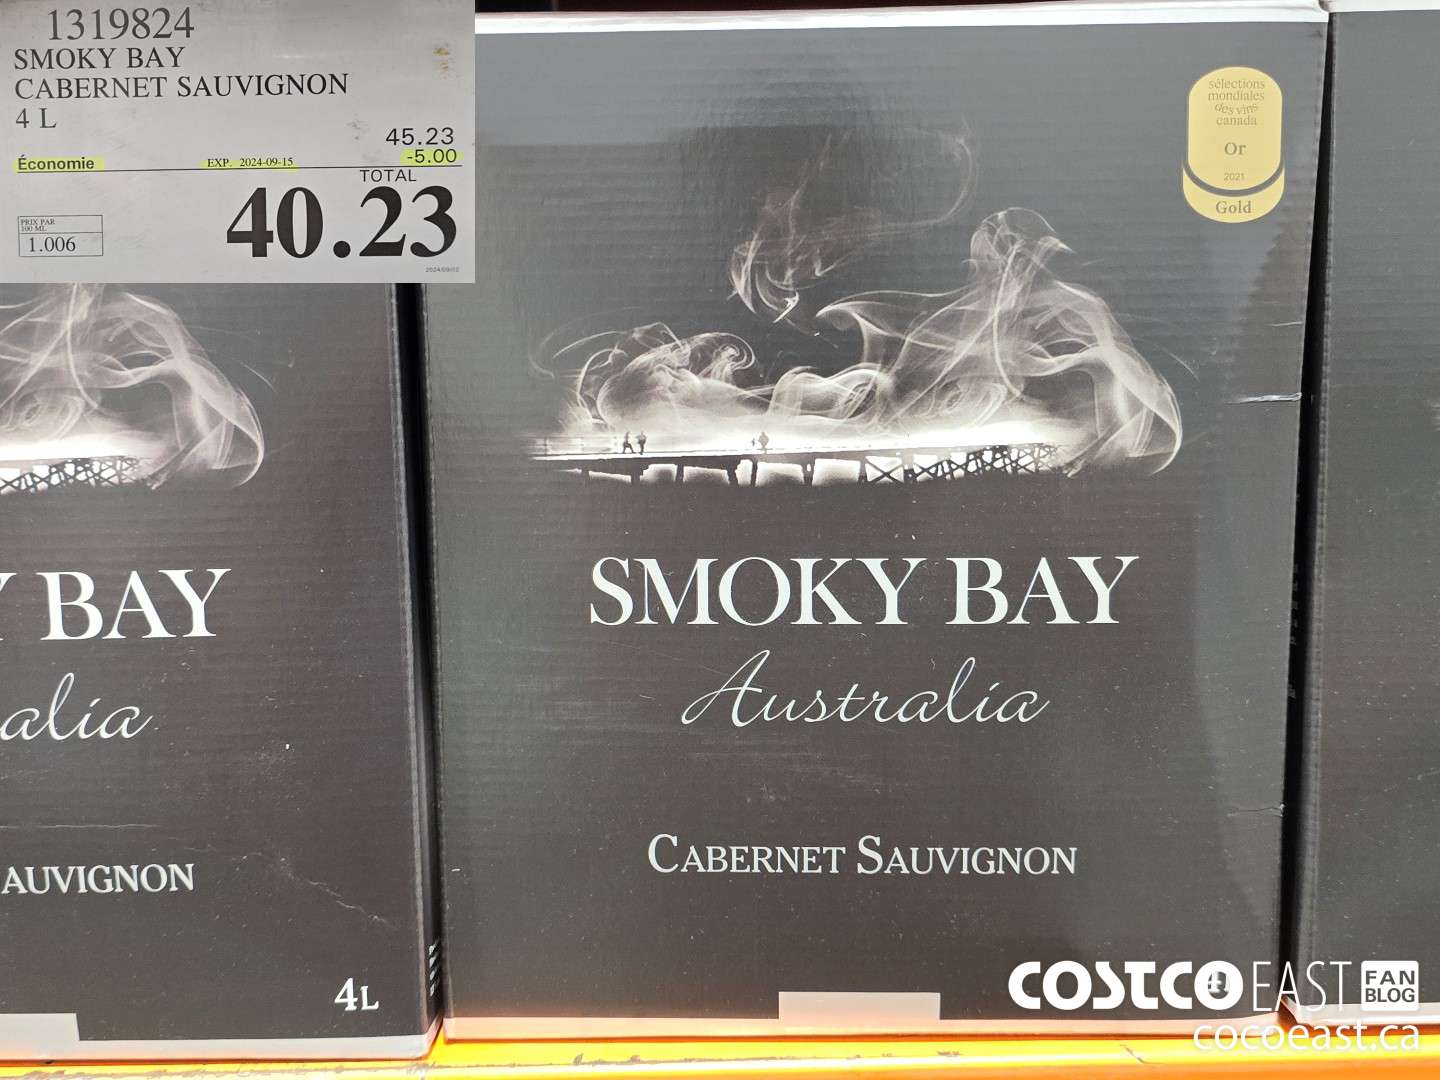 1319824
SMOKY BAY
CABERNET SAUVIGNON
4 L
45.23
Économie EXP. 2024-09-15 -5.00
TOTAL
40.23
PRIX PAR
100 ML
1.006
2024/09/02
sélections
mondiales
des vins
canada
Or
2021
Gold
Y BAY
alia
AUVIGNON
4L
SMOKY BAY
Australia
CABERNET SAUVIGNON
COSTCO EAST FAN
BLOG
cocoeast.ca